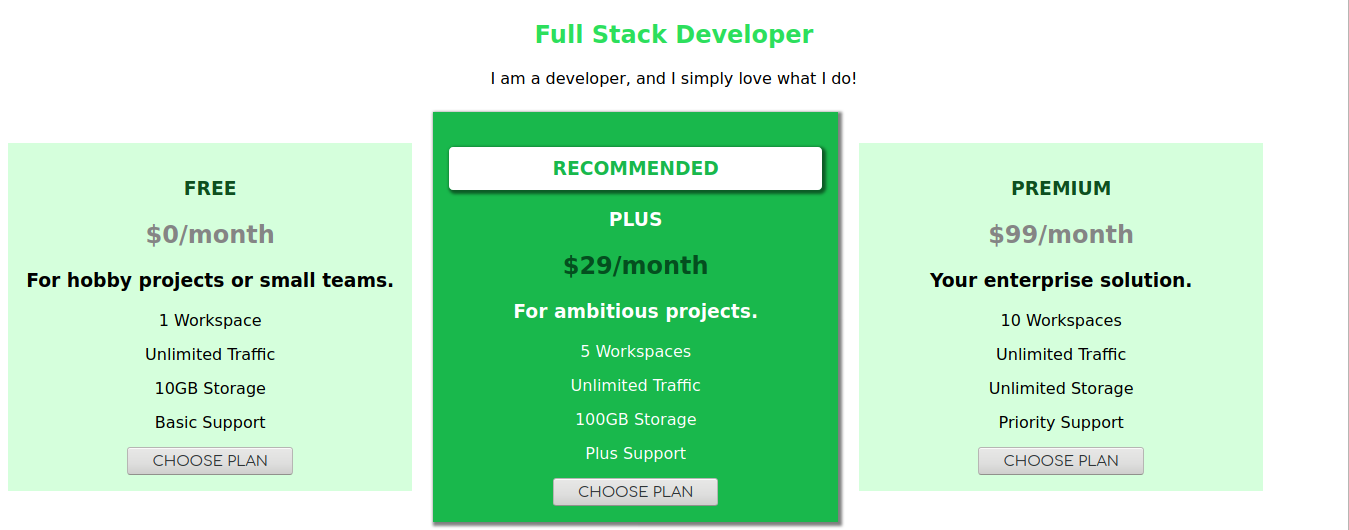 Full Stack Developer
I am a developer, and I simply love what I do!
FREE
$0/month
For hobby projects or small teams.
1 Workspace
Unlimited Traffic
10GB Storage
Basic Support
CHOOSE PLAN
RECOMMENDED
PLUS
$29/month
For ambitious projects.
5 Workspaces
Unlimited Traffic
100GB Storage
Plus Support
CHOOSE PLAN
PREMIUM
$99/month
Your enterprise solution.
10 Workspaces
Unlimited Traffic
Unlimited Storage
Priority Support
CHOOSE PLAN